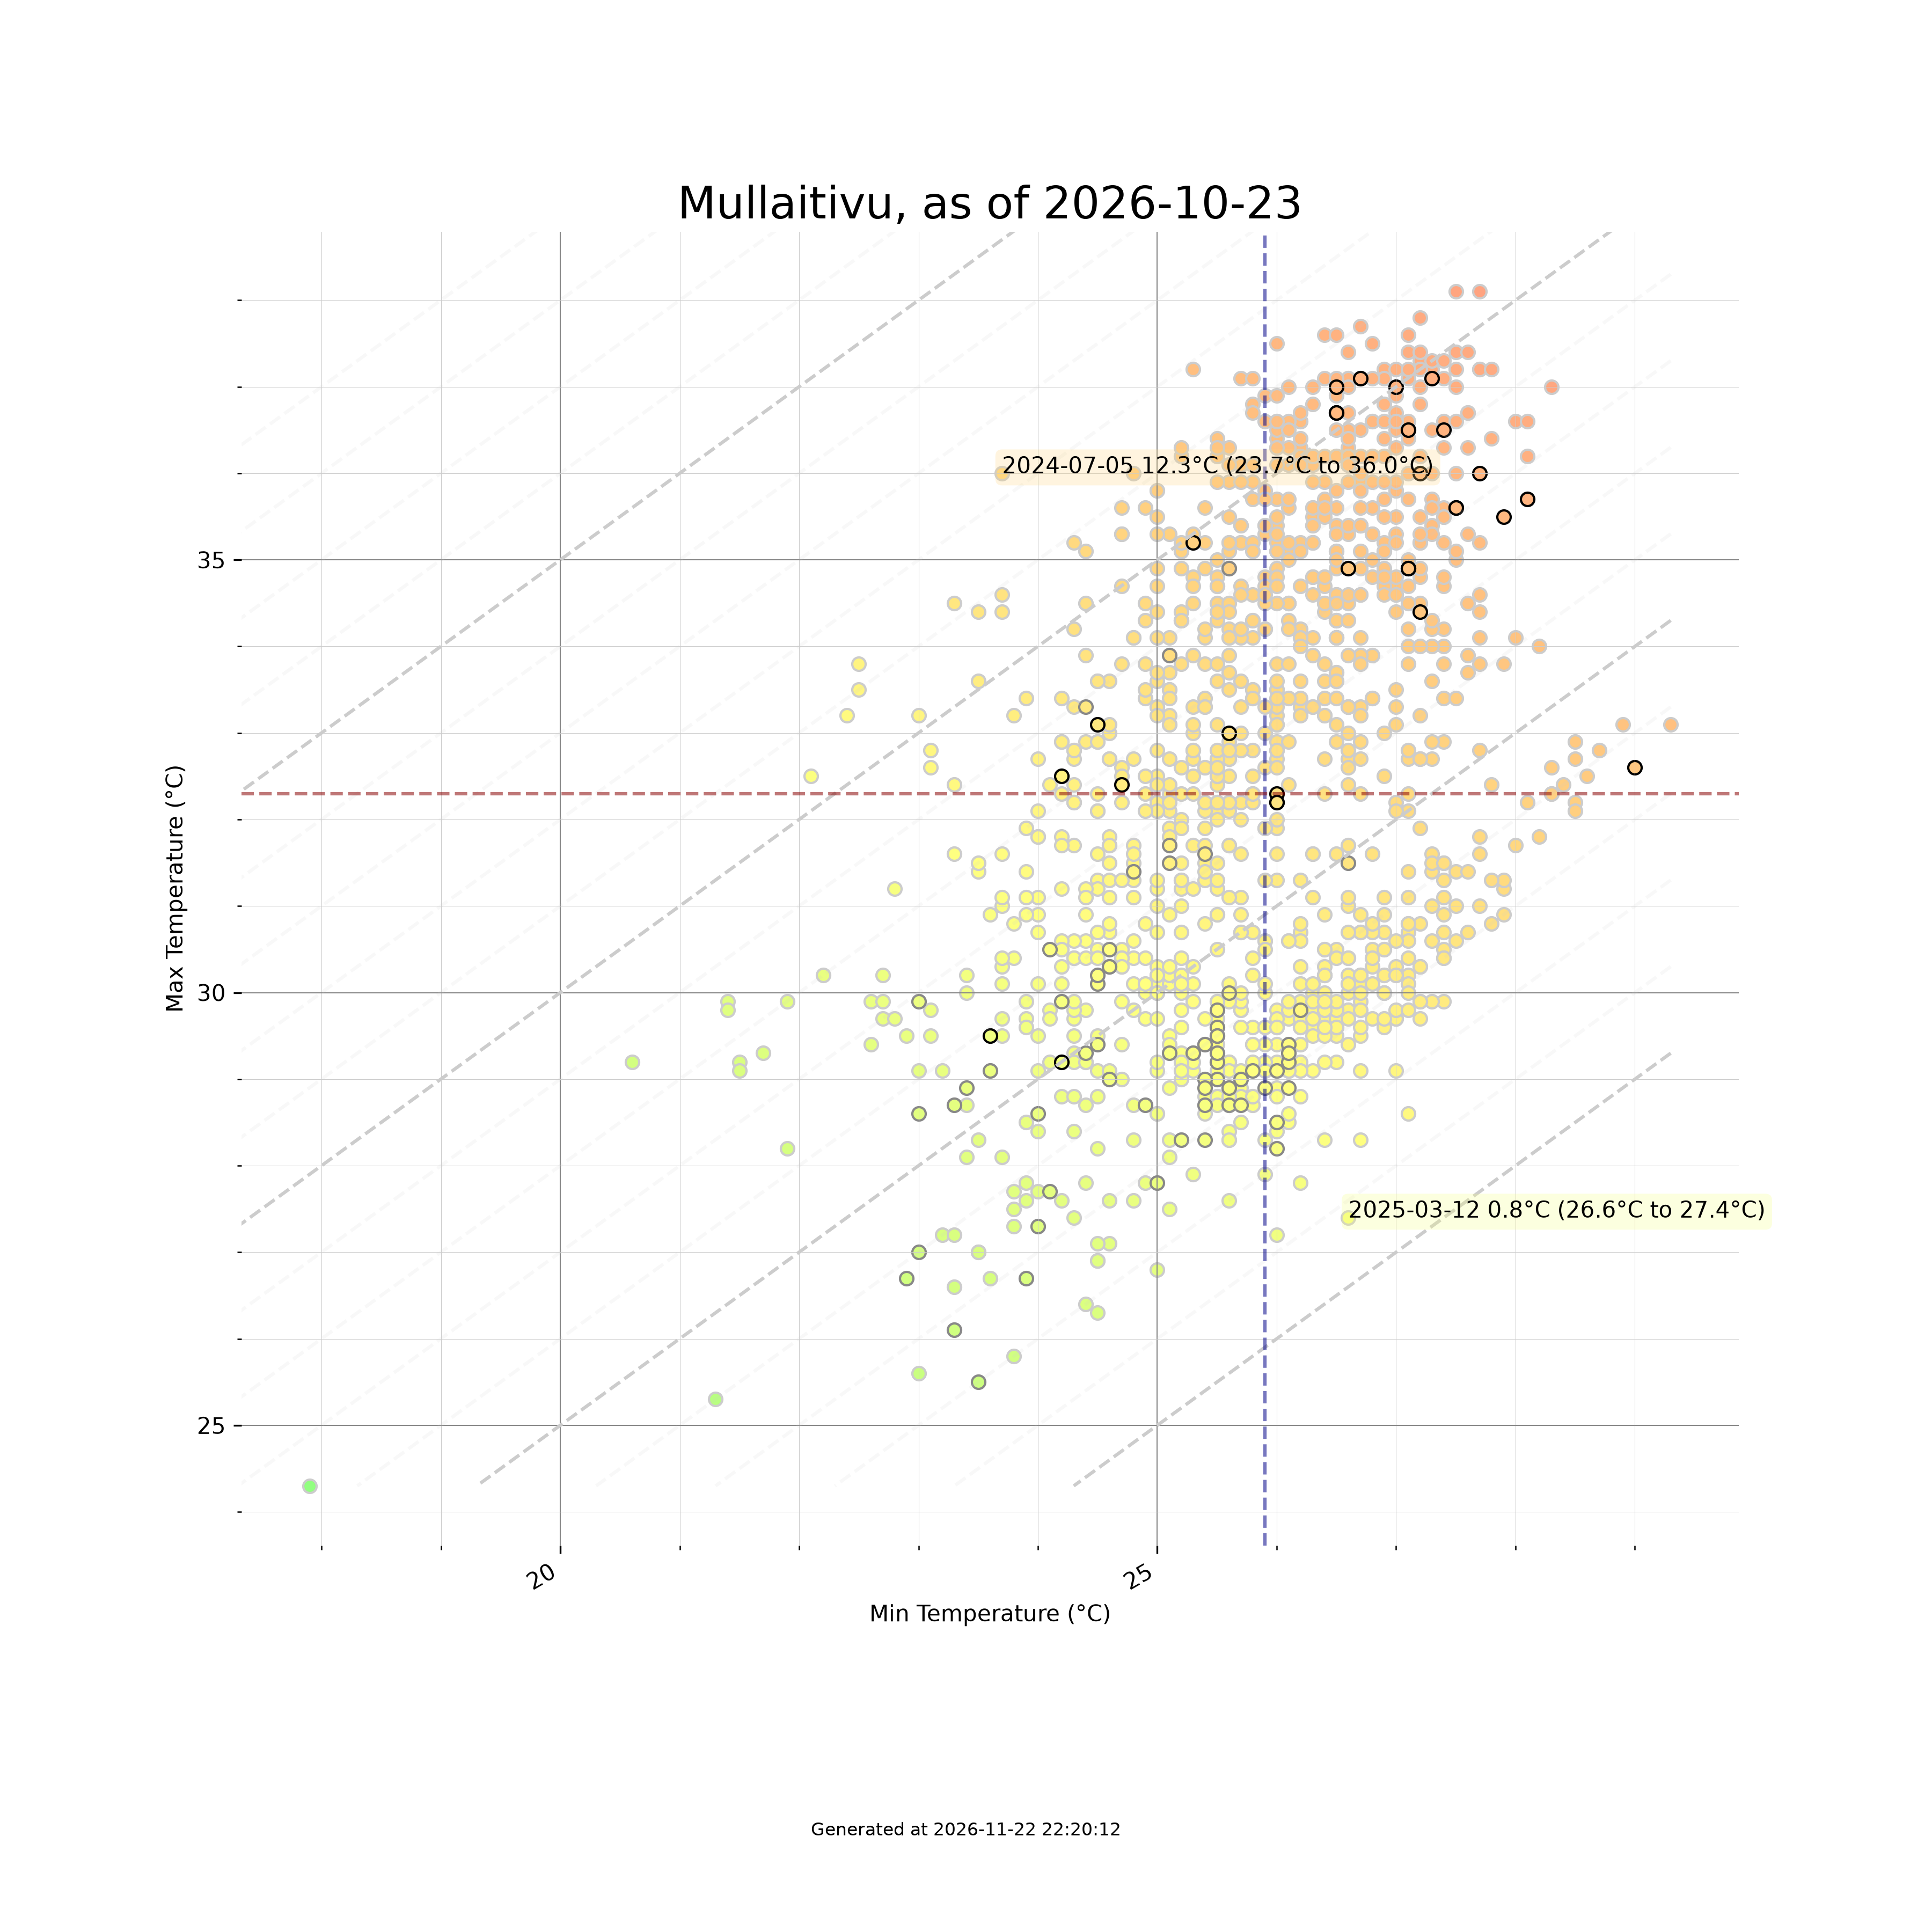 Mullaitivu, as of 2026-10-23
Max Temperature (°C)
35
30
25
2024-07-05 12.3°C (23.7°C to 36.0°C)
2025-03-12 0.8°C (26.6°C to 27.4°C)
20
25
Min Temperature (°C)
Generated at 2026-11-22 22:20:12